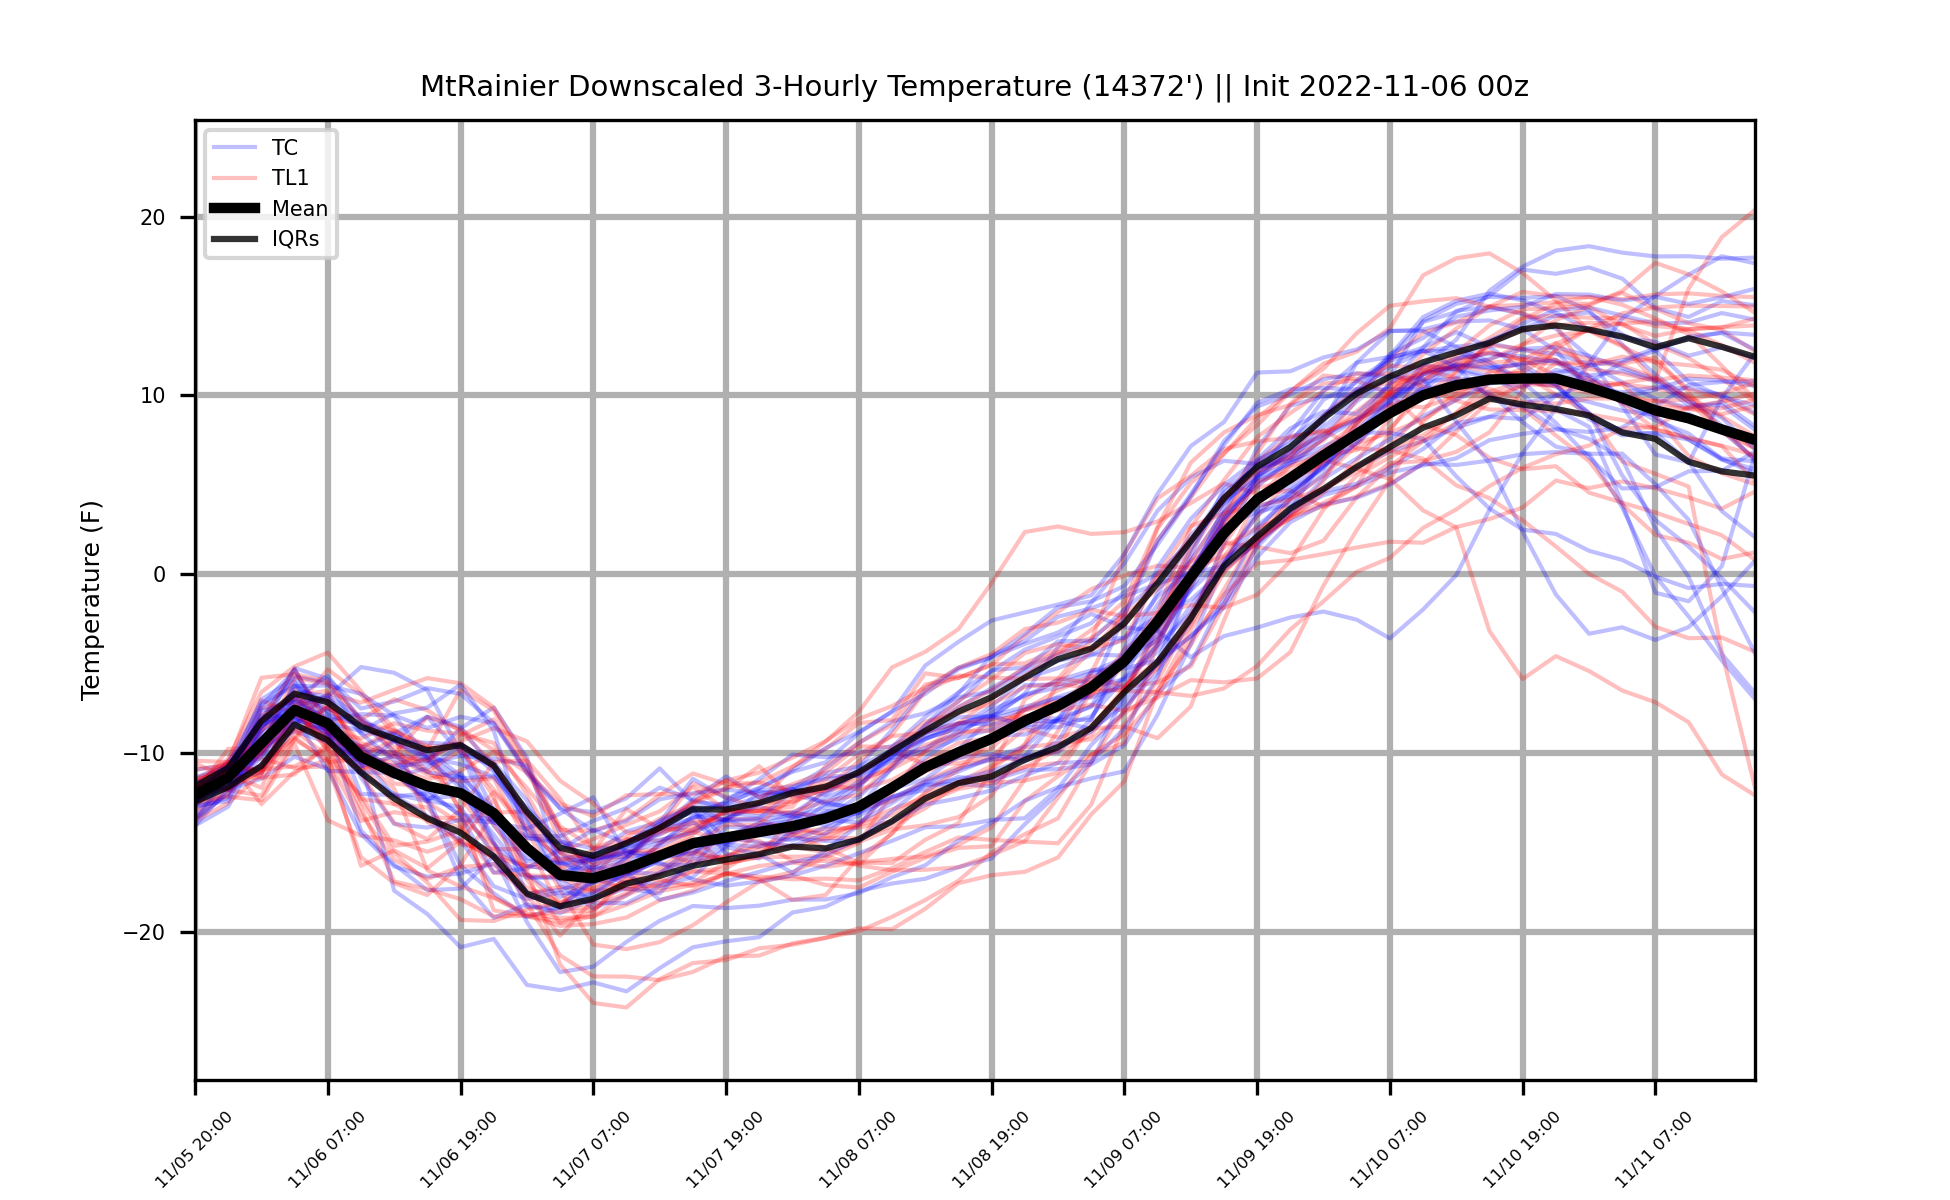 MtRainier Downscaled 3-Hourly Temperature (14372') || Init 2022-11-06 00z
TC
TL1
Mean
IQRs
Temperature (F)
20
10
0
−10
−20
11/05 20:00
11/06 07:00
11/06 19:00
11/07 07:00
11/07 19:00
11/08 07:00
11/08 19:00
11/09 07:00
11/09 19:00
11/10 07:00
11/10 19:00
11/11 07:00